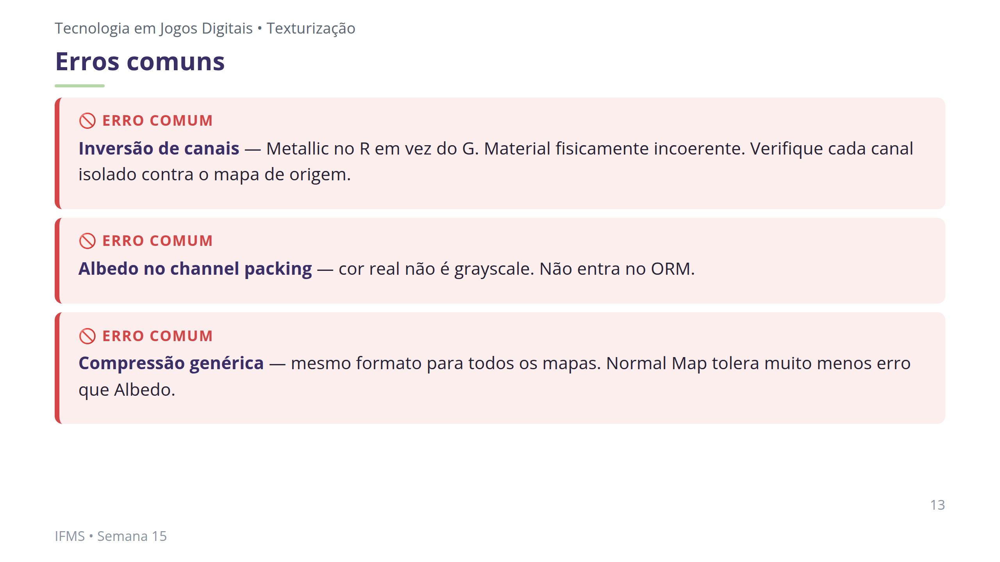 Tecnologia em Jogos Digitais • Texturização
Erros comuns
🚫 ERRO COMUM
Inversão de canais — Metallic no R em vez do G. Material fisicamente incoerente. Verifique cada canal
isolado contra o mapa de origem.
🚫 ERRO COMUM
Albedo no channel packing — cor real não é grayscale. Não entra no ORM.
🚫 ERRO COMUM
Compressão genérica — mesmo formato para todos os mapas. Normal Map tolera muito menos erro
que Albedo.
13
IFMS • Semana 15